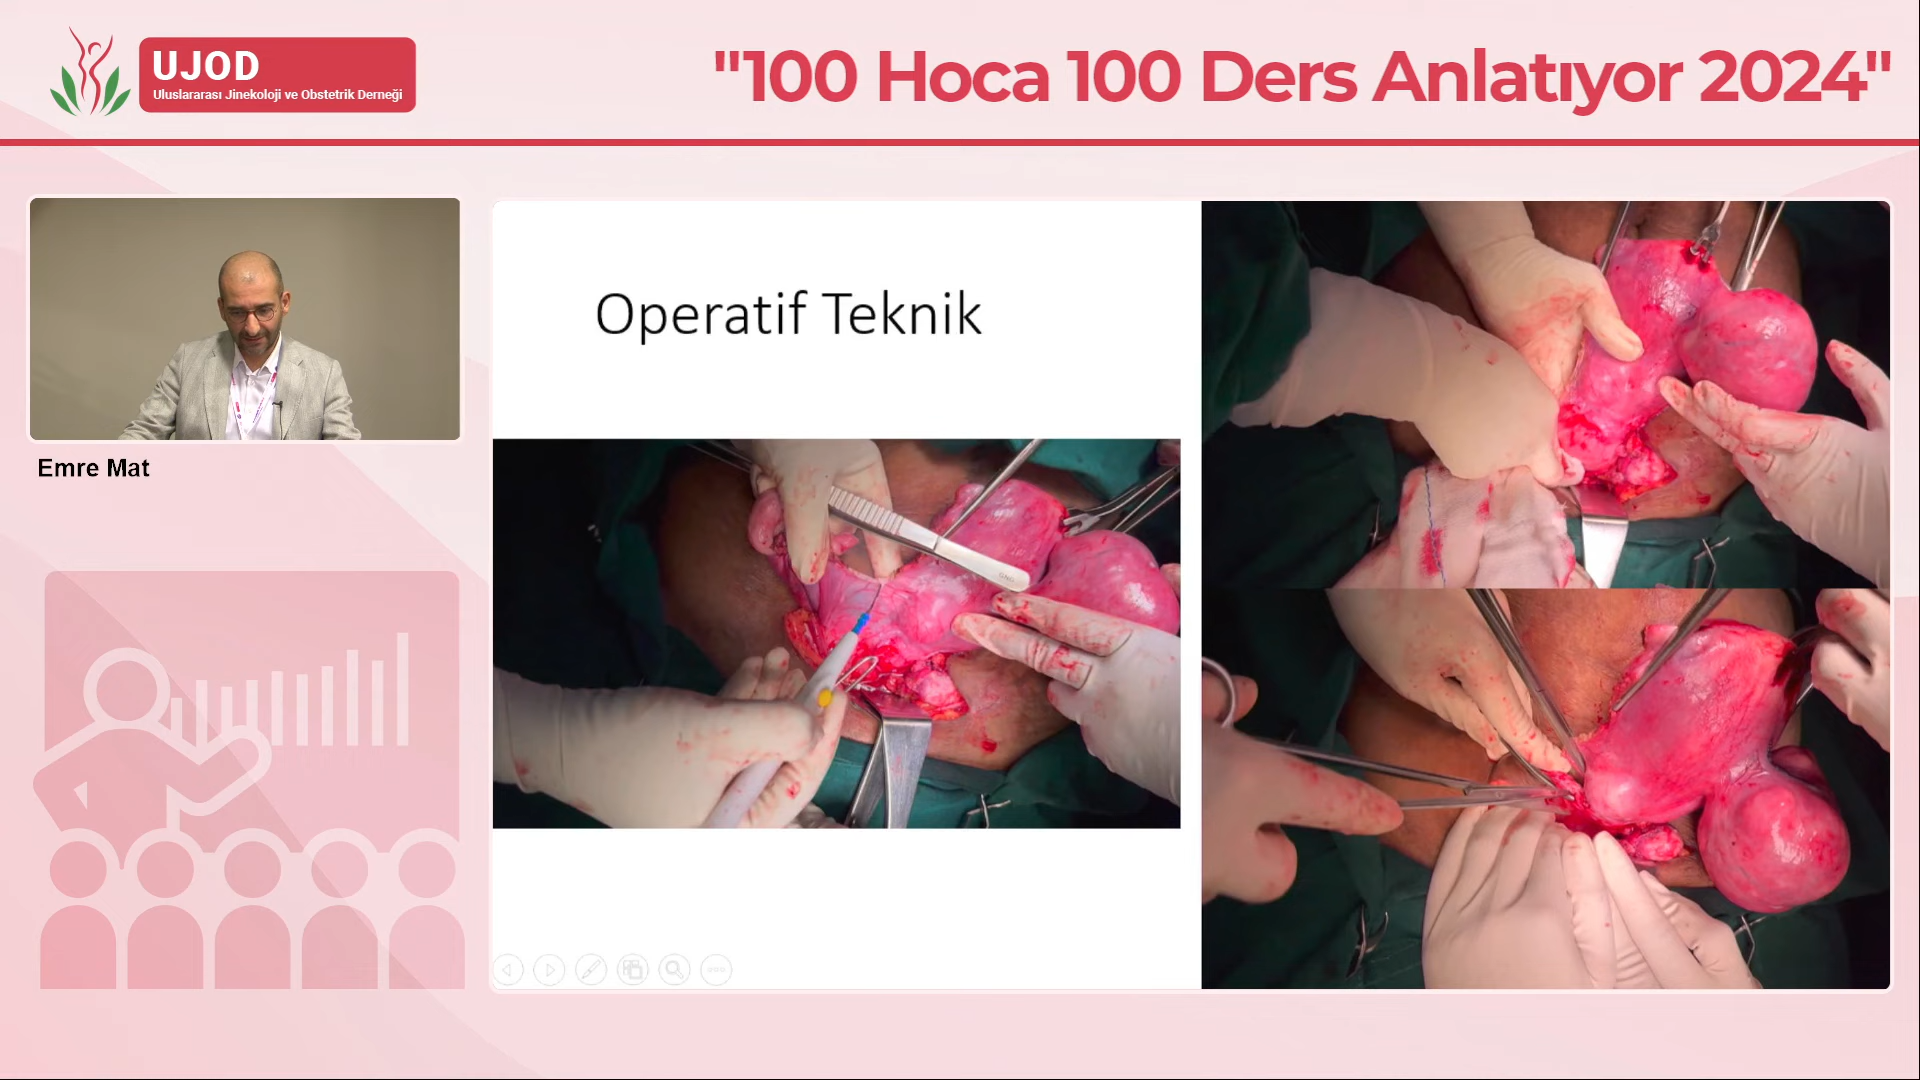 UJOD
Uluslararası Jinekoloji ve Obstetrik Derneği
"100 Hoca 100 Ders Anlatıyor 2024"
Emre Mat
Operatif Teknik